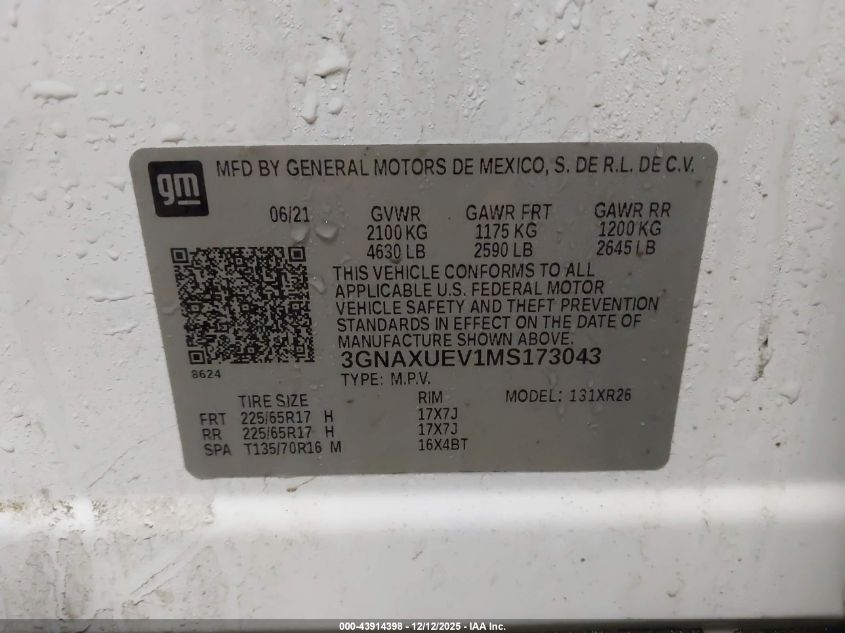 gm MFD BY GENERAL MOTORS DE MEXICO, S. DE R.L. DE C.V.
06/21 GVWR GAWR FRT GAWR RR
2100 KG 1175 KG 1200 KG
4630 LB 2590 LB 2645 LB
THIS VEHICLE CONFORMS TO ALL
APPLICABLE U.S. FEDERAL MOTOR
VEHICLE SAFETY AND THEFT PREVENTION
STANDARDS IN EFFECT ON THE DATE OF
MANUFACTURE SHOWN ABOVE.
3GNAXUEV1MS173043
8624
TYPE: M.P.V.
TIRE SIZE RIM MODEL: 131XR26
FRT 225/65R17 H 17X7J
RR 225/65R17 H 17X7J
SPA T135/70R16 M 16X4BT
000-43914398 - 12/12/2025 - IAA Inc.